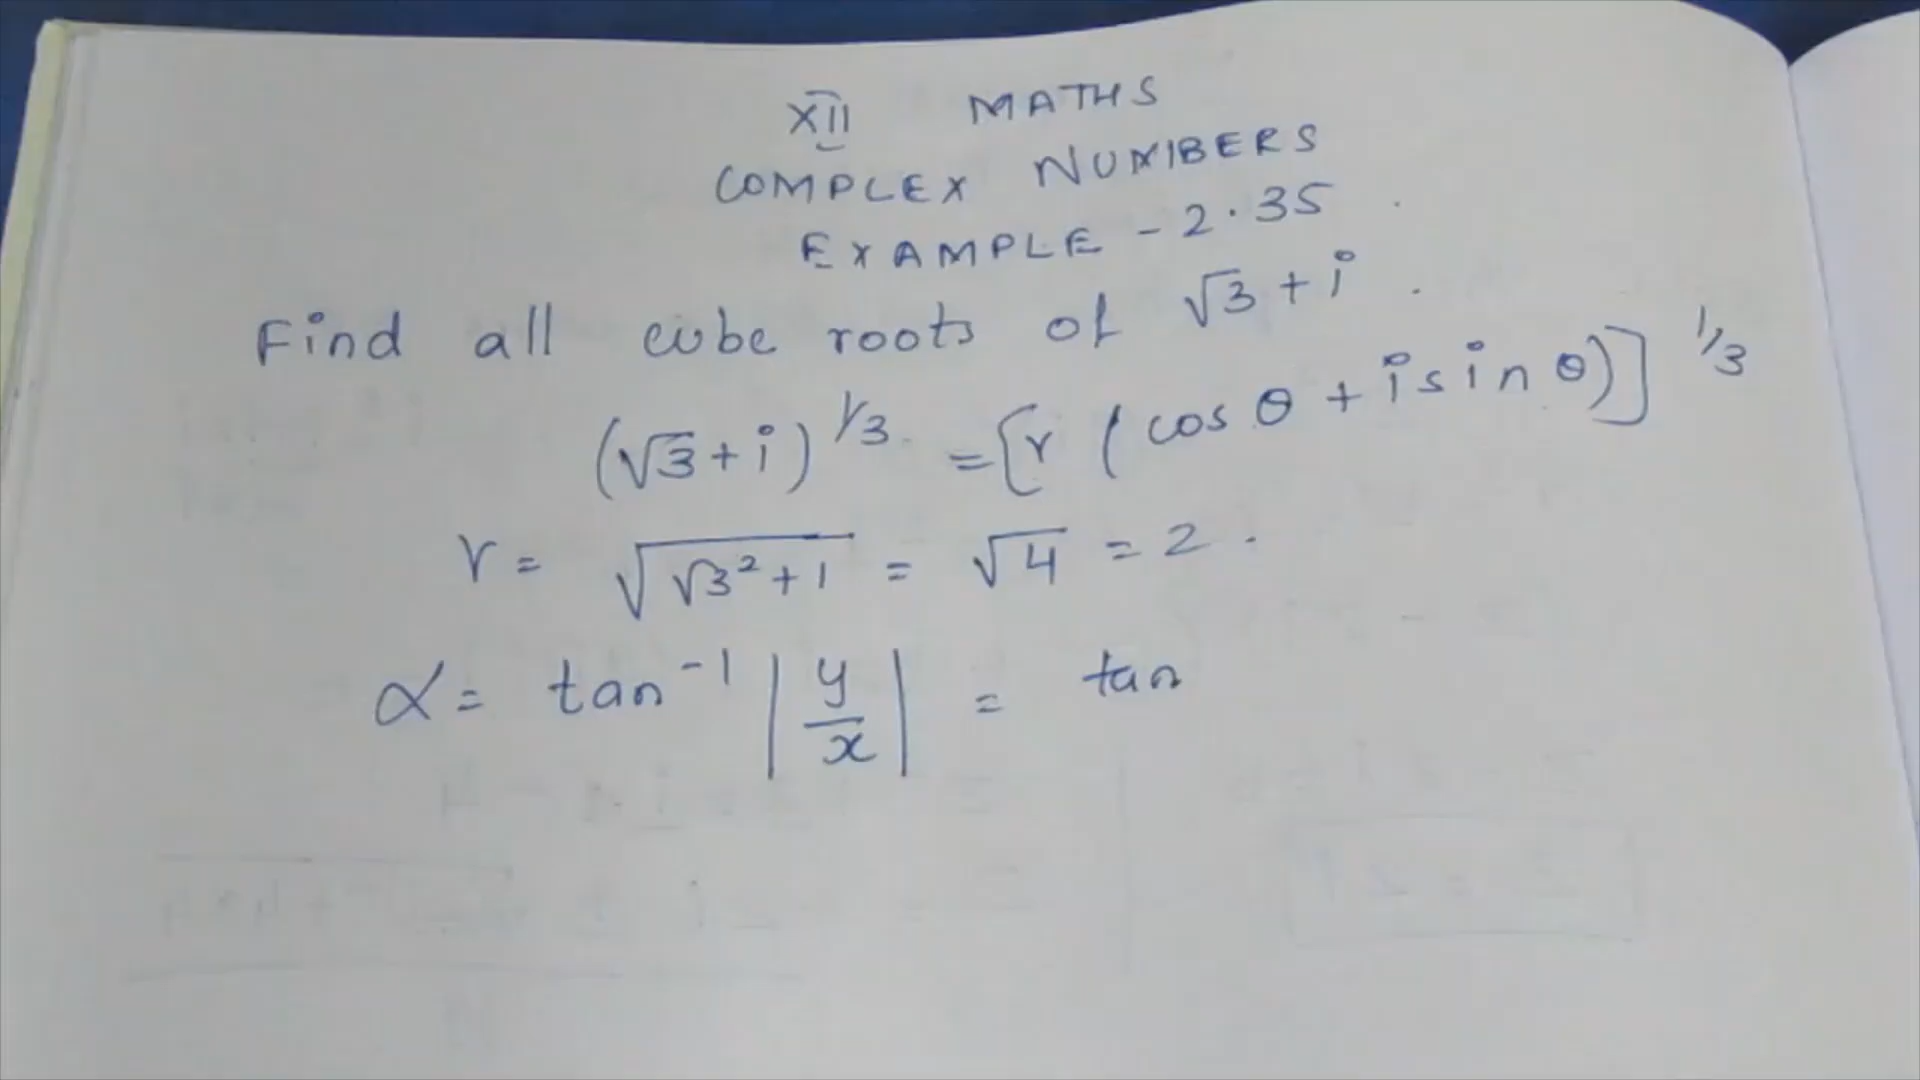 XII MATHS
COMPLEX NUMBERS
EXAMPLE - 2.35
Find all cube roots of √3 + i .
(√3 + i)^1/3 = [r (cos θ + i sin θ)]^1/3
r = √(√3² + 1) = √4 = 2 .
α = tan⁻¹ |y/x| = tan